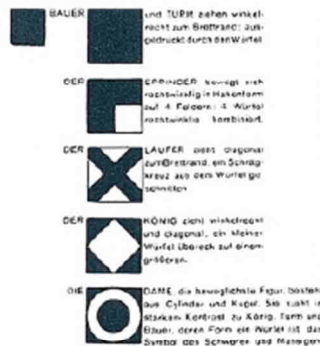 BAUER und TURM ziehen winkel-
recht zum Brettrand; aus-
gedrückt durch den Würfel
DER SPRINGER bewegt sich
rechtwinklig in Hakenform
auf 4 Feldern: 4 Würfel
rechtwinklig kombiniert.
DER LÄUFER zieht diagonal
zum Brettrand, ein Schräg-
kreuz aus dem Würfel ge-
schnitten
DER KÖNIG zieht winkelrecht
und diagonal, ein kleiner
Würfel übereck auf einem
größeren.
DIE DAME, die beweglichste Figur, besteht
aus Cylinder und Kugel. Sie steht in
starkem Kontrast zu König, Turm und
Bauer, deren Form ein Würfel ist, das
Symbol des Schweren und Massigen